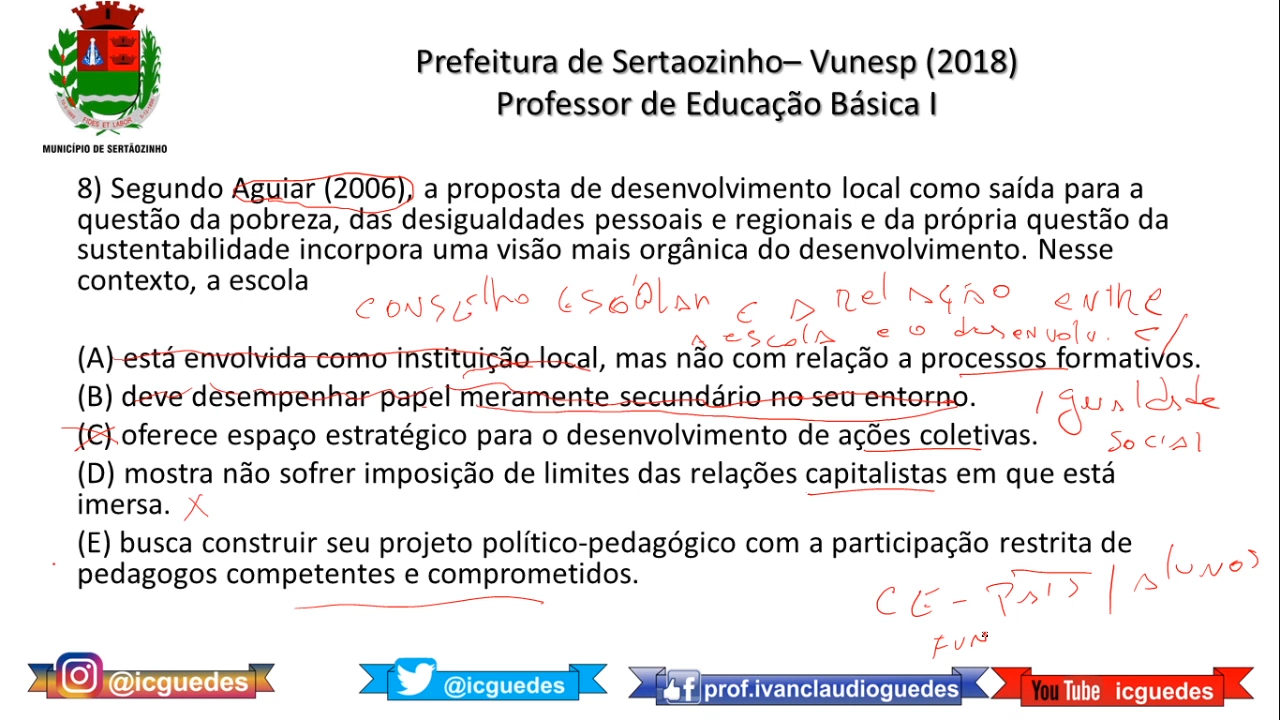 Prefeitura de Sertaozinho– Vunesp (2018)
Professor de Educação Básica I
FIDES ET LABOR
MUNICÍPIO DE SERTÃOZINHO
8) Segundo Aguiar (2006), a proposta de desenvolvimento local como saída para a
questão da pobreza, das desigualdades pessoais e regionais e da própria questão da
sustentabilidade incorpora uma visão mais orgânica do desenvolvimento. Nesse
contexto, a escola
CONSELHO ESCOLAR E A RELAÇÃO ENTRE
A ESCOLA E O DESENVOLV. C/
(A) está envolvida como instituição local, mas não com relação a processos formativos.
(B) deve desempenhar papel meramente secundário no seu entorno.
IGUALDADE
(C) oferece espaço estratégico para o desenvolvimento de ações coletivas.
SOCIAL
(D) mostra não sofrer imposição de limites das relações capitalistas em que está
imersa. X
(E) busca construir seu projeto político-pedagógico com a participação restrita de
pedagogos competentes e comprometidos.
CE - PAIS / ALUNOS
FUN
@icguedes
@icguedes
prof.ivanclaudioguedes
You Tube icguedes